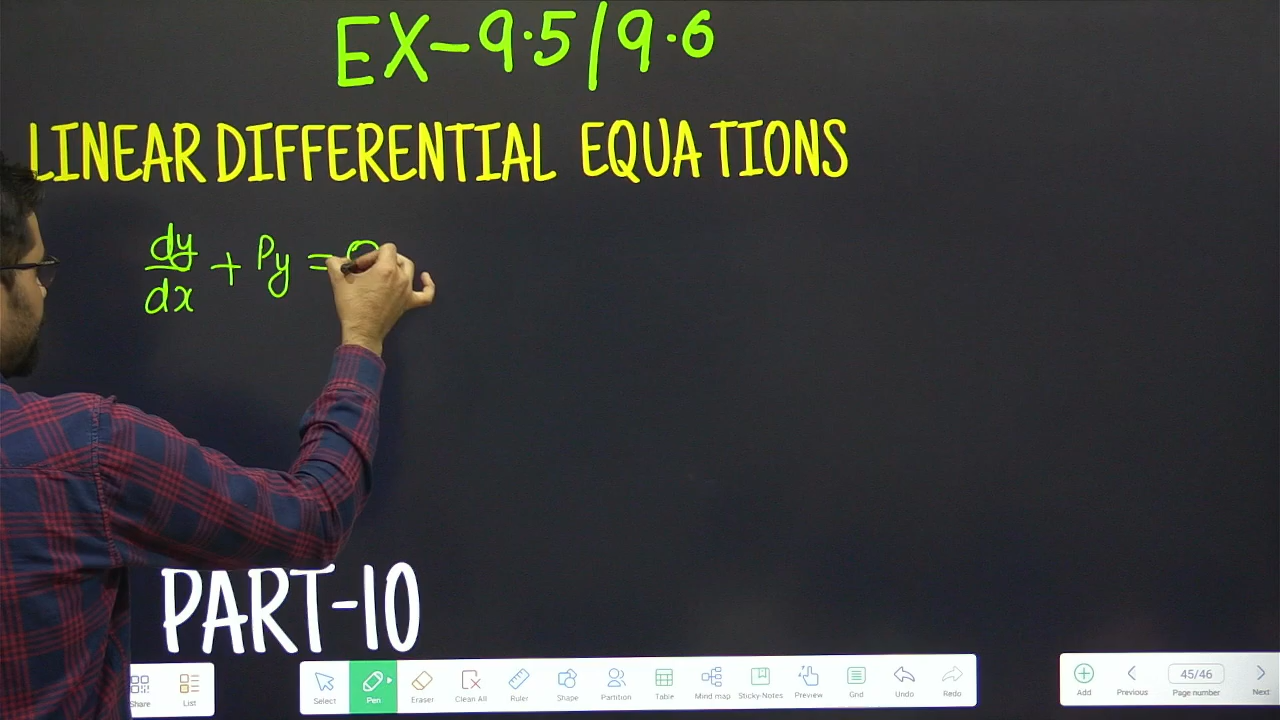 EX-9.5/9.6
LINEAR DIFFERENTIAL EQUATIONS
dy/dx + Py =
PART-10
Share List Select Pen Eraser Clean All Ruler Shape Partition Table Mind map Sticky-Notes Preview Grid Undo Redo Add Previous 45/46 Page number Next